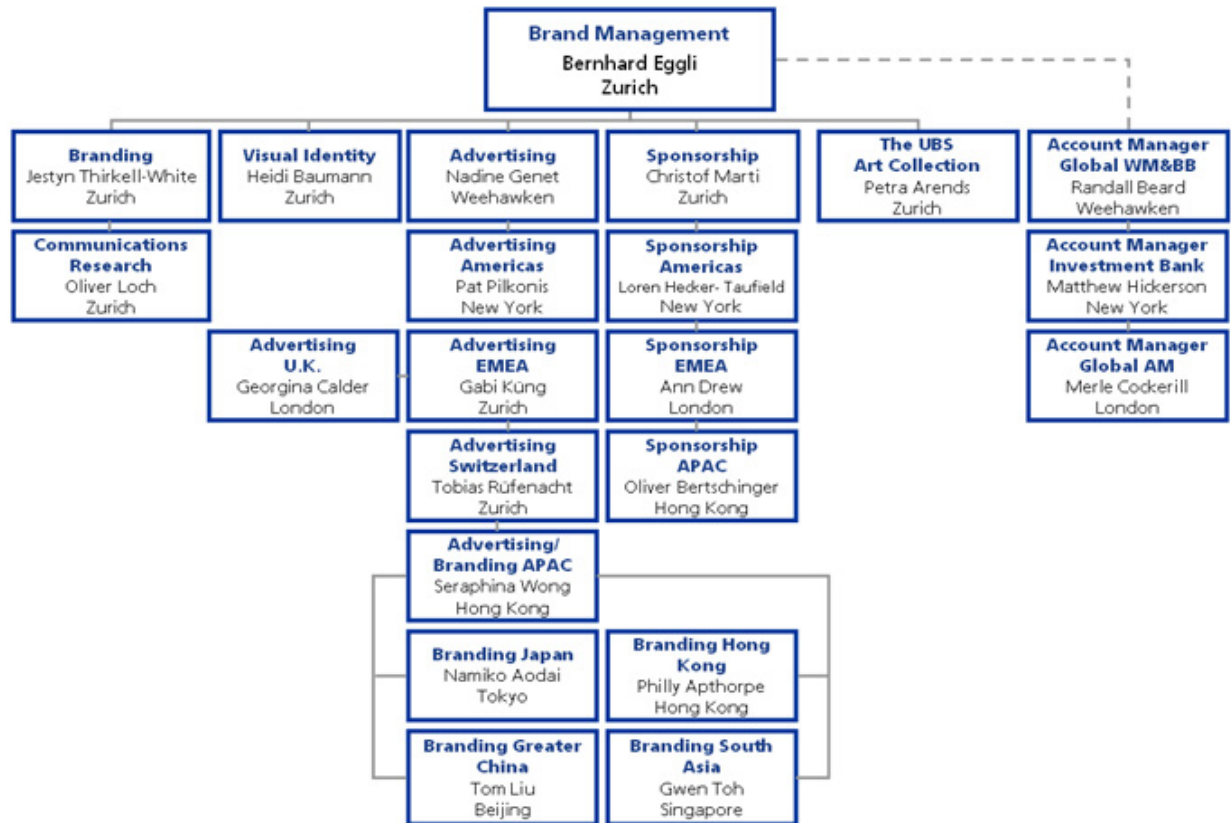 Brand Management
Bernhard Eggli
Zurich
Branding
Jestyn Thirkell-White
Zurich
Visual Identity
Heidi Baumann
Zurich
Advertising
Nadine Genet
Weehawken
Sponsorship
Christof Marti
Zurich
The UBS
Art Collection
Petra Arends
Zurich
Account Manager
Global WM&BB
Randall Beard
Weehawken
Communications
Research
Oliver Loch
Zurich
Advertising
Americas
Pat Pilkonis
New York
Sponsorship
Americas
Loren Hecker- Taufield
New York
Account Manager
Investment Bank
Matthew Hickerson
New York
Advertising
U.K.
Georgina Calder
London
Advertising
EMEA
Gabi Küng
Zurich
Sponsorship
EMEA
Ann Drew
London
Account Manager
Global AM
Merle Cockerill
London
Advertising
Switzerland
Tobias Rüfenacht
Zurich
Sponsorship
APAC
Oliver Bertschinger
Hong Kong
Advertising/
Branding APAC
Seraphina Wong
Hong Kong
Branding Japan
Namiko Aodai
Tokyo
Branding Hong
Kong
Philly Apthorpe
Hong Kong
Branding Greater
China
Tom Liu
Beijing
Branding South
Asia
Gwen Toh
Singapore